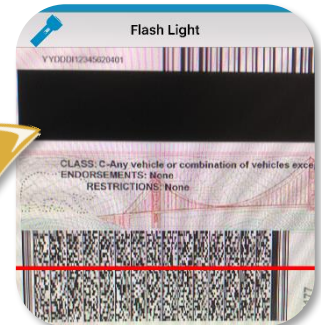 Flash Light
YYDDDI12345020401
CLASS: C-Any vehicle or combination of vehicles exce
ENDORSEMENTS: None
RESTRICTIONS: None